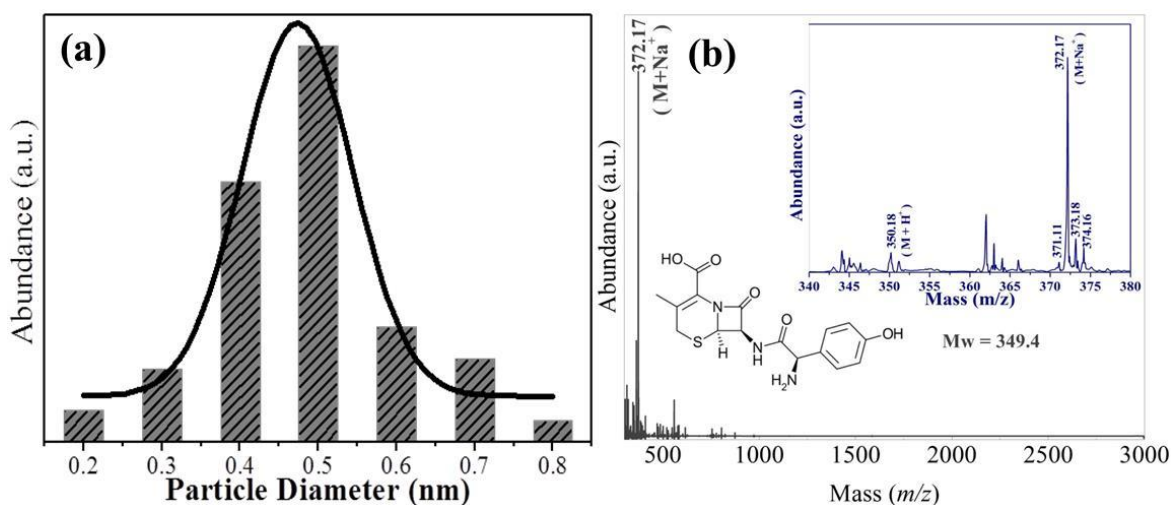 (a)
Abundance (a.u.)
0.2 0.3 0.4 0.5 0.6 0.7 0.8
Particle Diameter (nm)
(b)
372.17
( M+Na+ )
Abundance (a.u.)
500 1000 1500 2000 2500 3000
Mass (m/z)
Abundance (a.u.)
350.18
( M + H+ )
371.11
372.17
( M+Na+ )
373.18
374.16
340 345 350 355 360 365 370 375 380
Mass (m/z)
HO
O
O
N
O
S
H
N
H
H2N
OH
Mw = 349.4